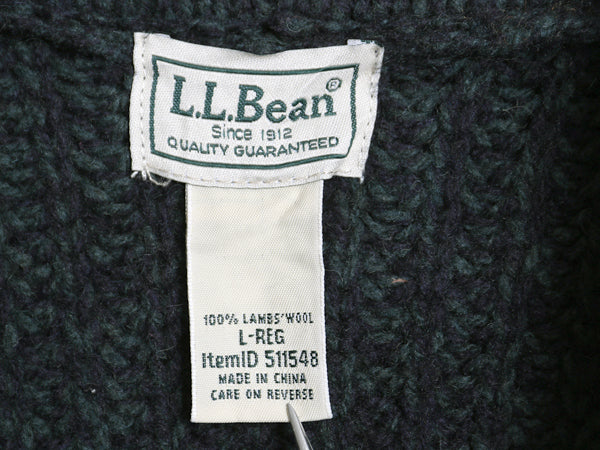 L.L.Bean®
Since 1912
QUALITY GUARANTEED
100% LAMBS' WOOL
L-REG
ItemID 511548
MADE IN CHINA
CARE ON REVERSE